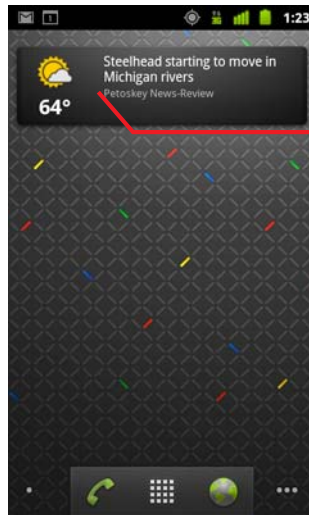 1:23
Steelhead starting to move in
Michigan rivers
Petoskey News-Review
64°